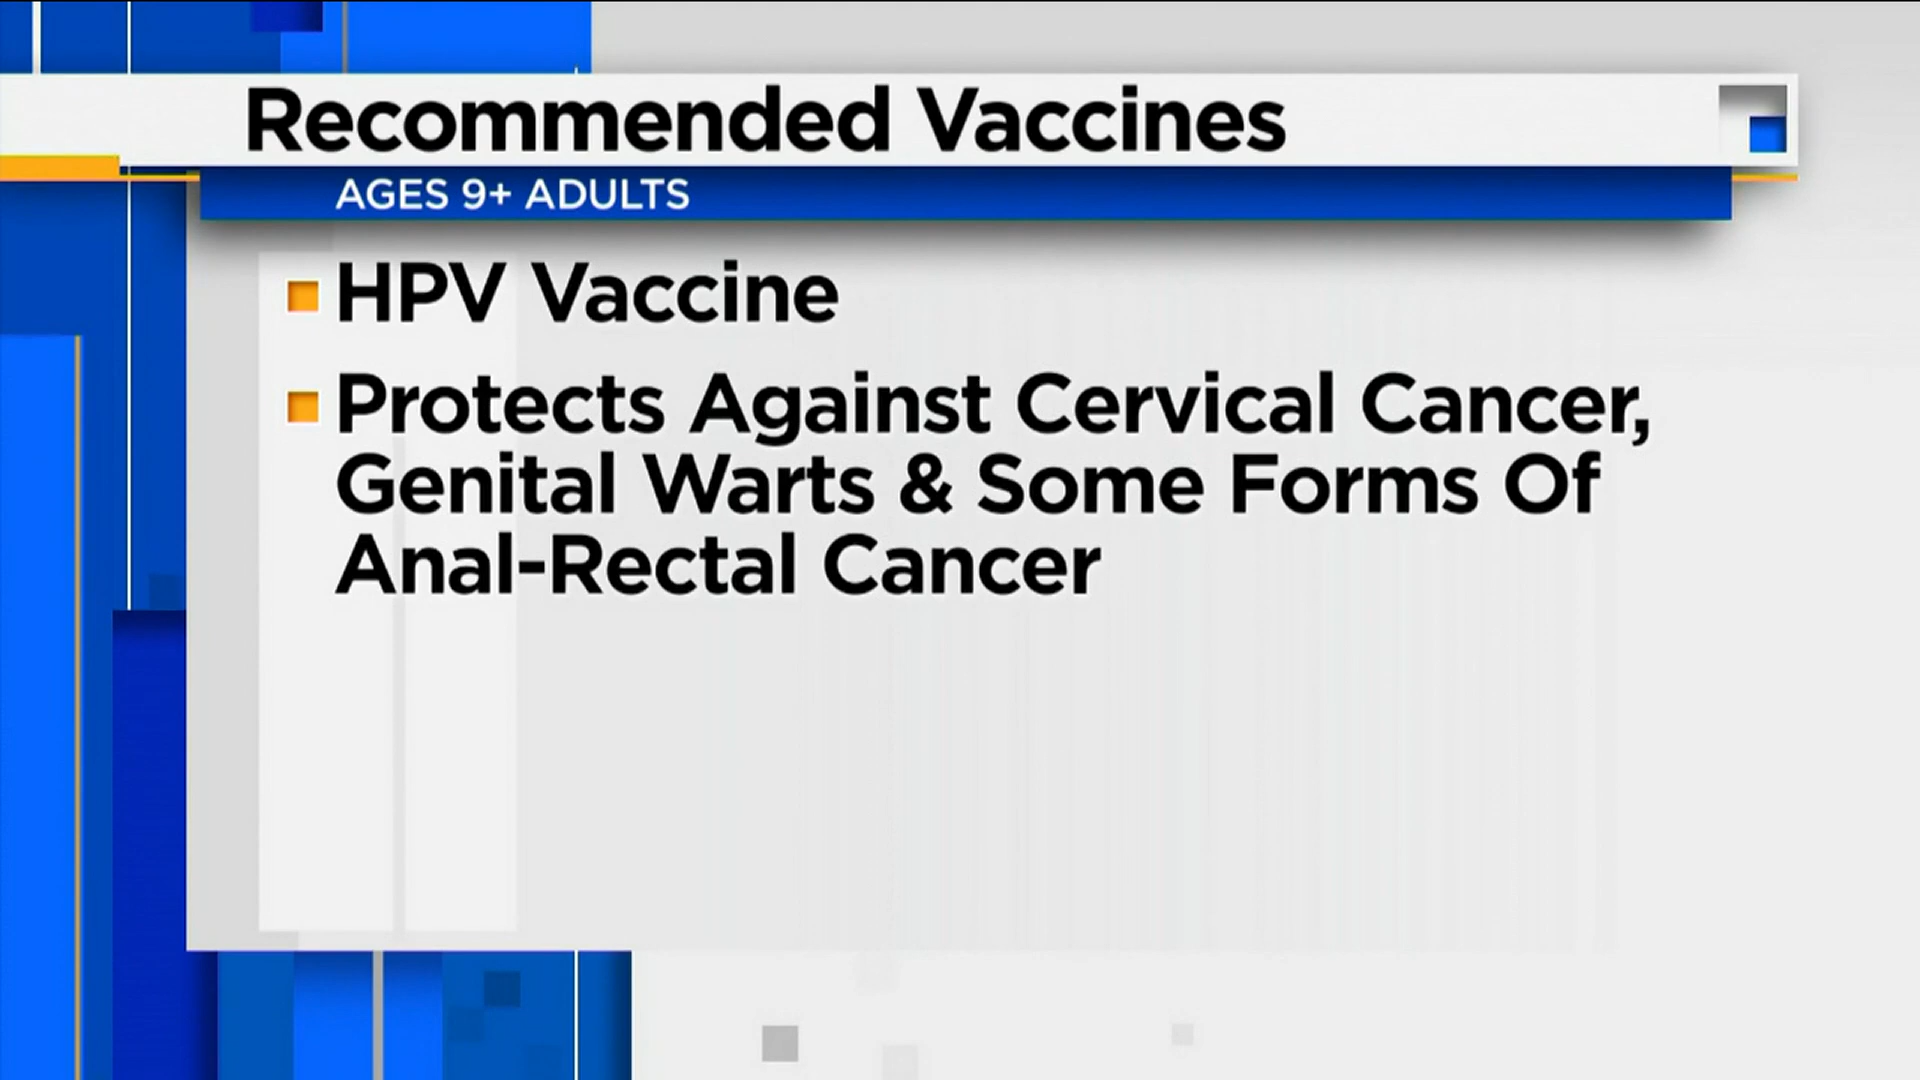 Recommended Vaccines
AGES 9+ ADULTS
HPV Vaccine
Protects Against Cervical Cancer,
Genital Warts & Some Forms Of
Anal-Rectal Cancer